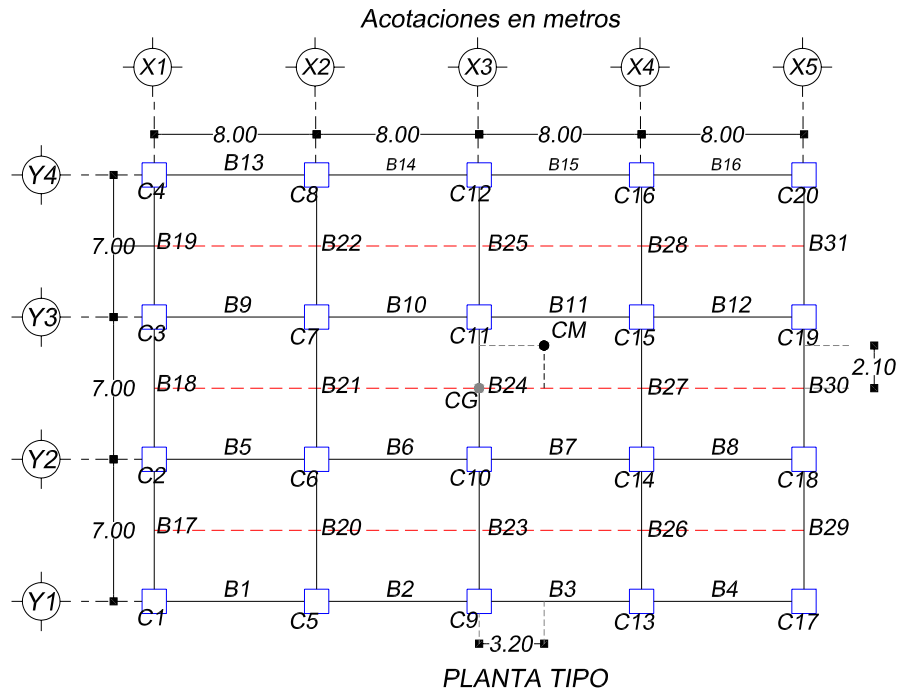 Acotaciones en metros
X1 X2 X3 X4 X5
8.00 8.00 8.00 8.00
Y4 B13 B14 B15 B16
C4 C8 C12 C16 C20
7.00 B19 B22 B25 B28 B31
Y3 B9 B10 B11 B12
C3 C7 C11 CM C15 C19
2.10
7.00 B18 B21 B24 B27 B30
CG
Y2 B5 B6 B7 B8
C2 C6 C10 C14 C18
7.00 B17 B20 B23 B26 B29
Y1 B1 B2 B3 B4
C1 C5 C9 C13 C17
3.20
PLANTA TIPO